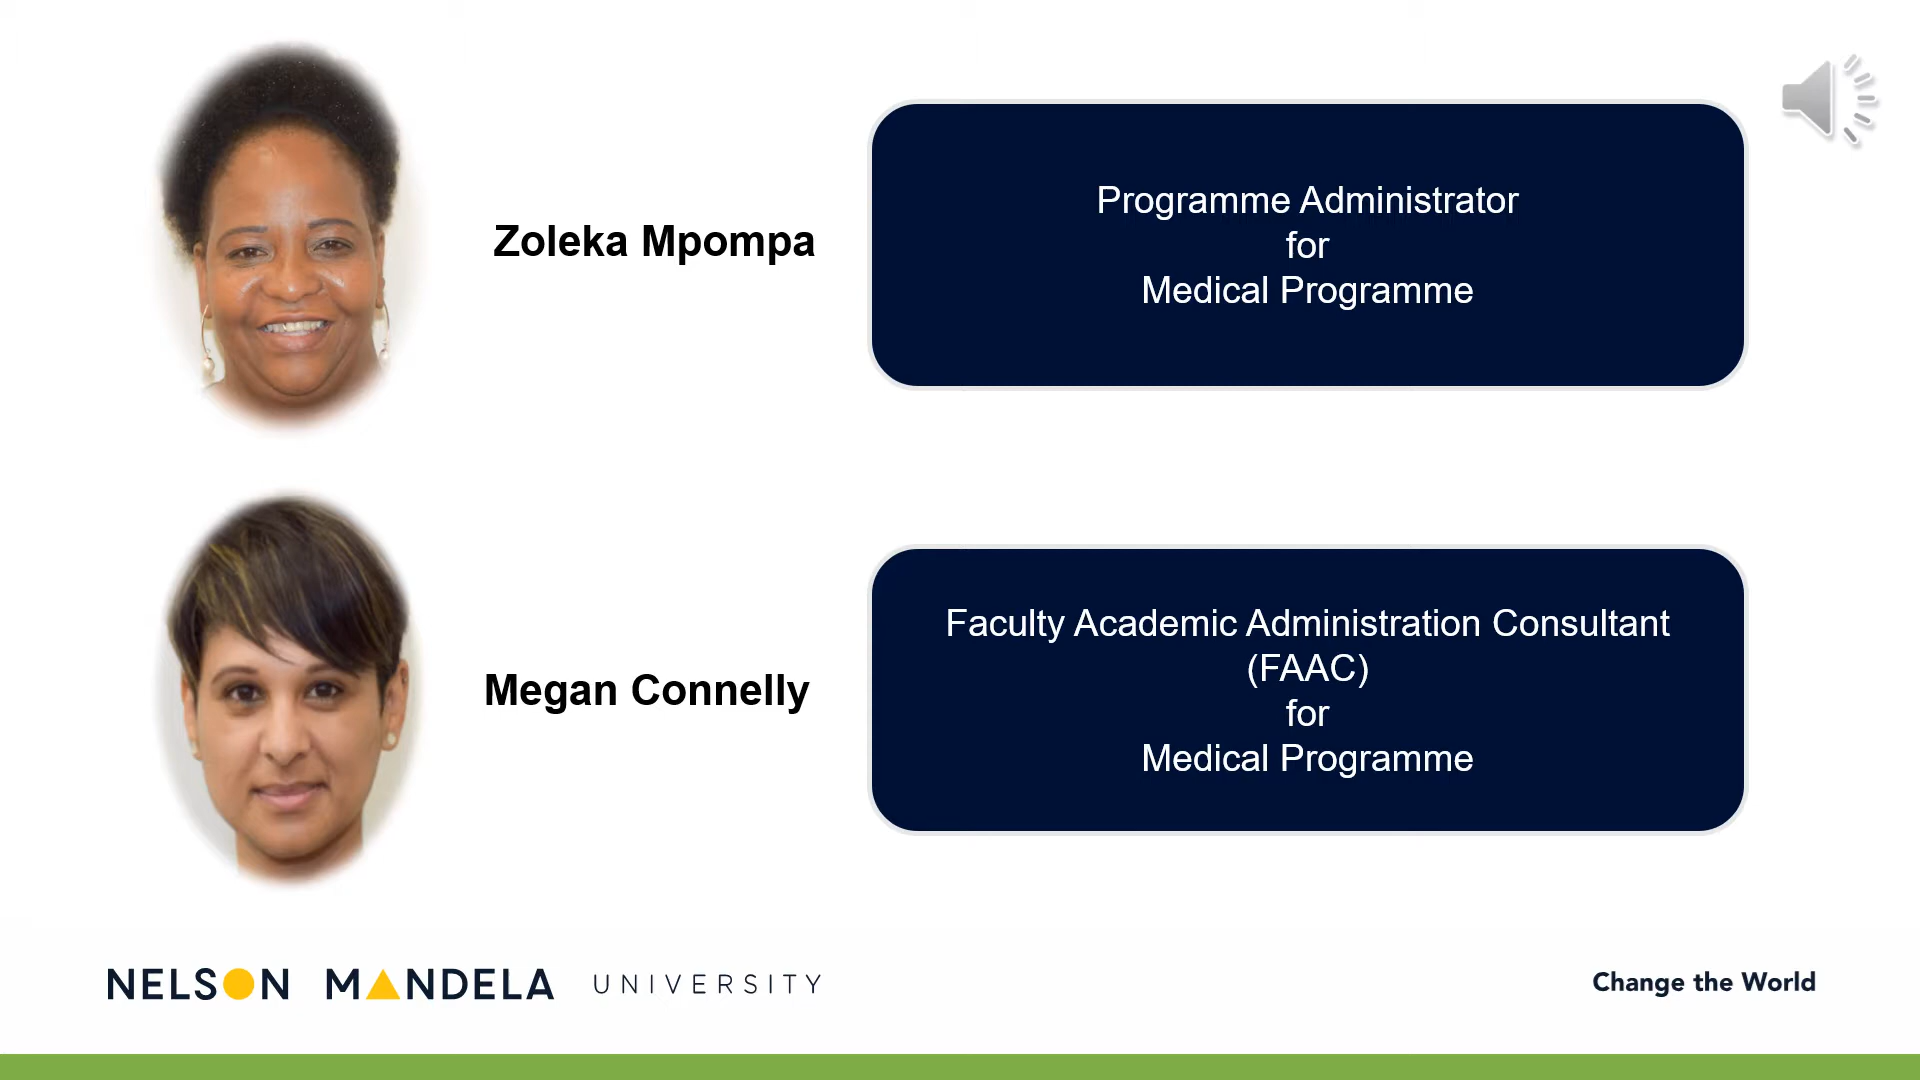 Zoleka Mpompa
Programme Administrator
for
Medical Programme
Megan Connelly
Faculty Academic Administration Consultant
(FAAC)
for
Medical Programme
NELSON MANDELA UNIVERSITY
Change the World